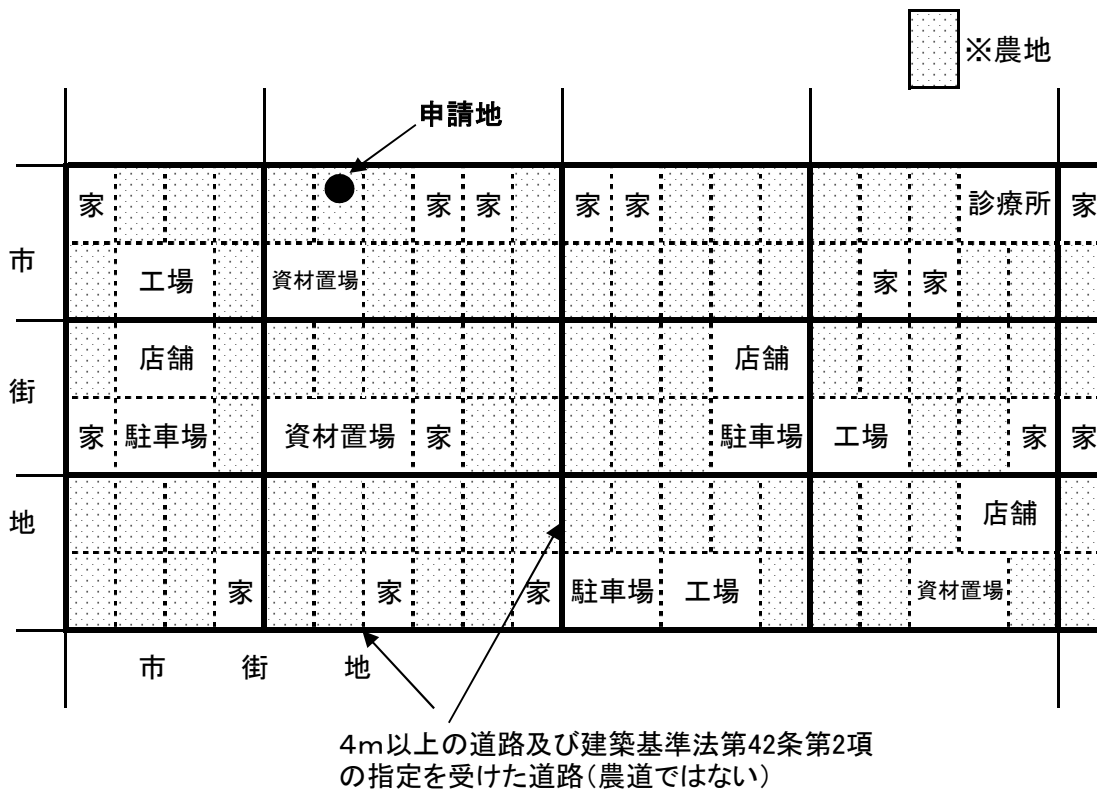 ※農地
申請地
家 家 家 家 家 診療所 家
市 工場 資材置場 家 家
店舗 店舗
街
家 駐車場 資材置場 家 駐車場 工場 家 家
地 店舗
家 家 家 駐車場 工場 資材置場
市 街 地
4m以上の道路及び建築基準法第42条第2項
の指定を受けた道路(農道ではない)